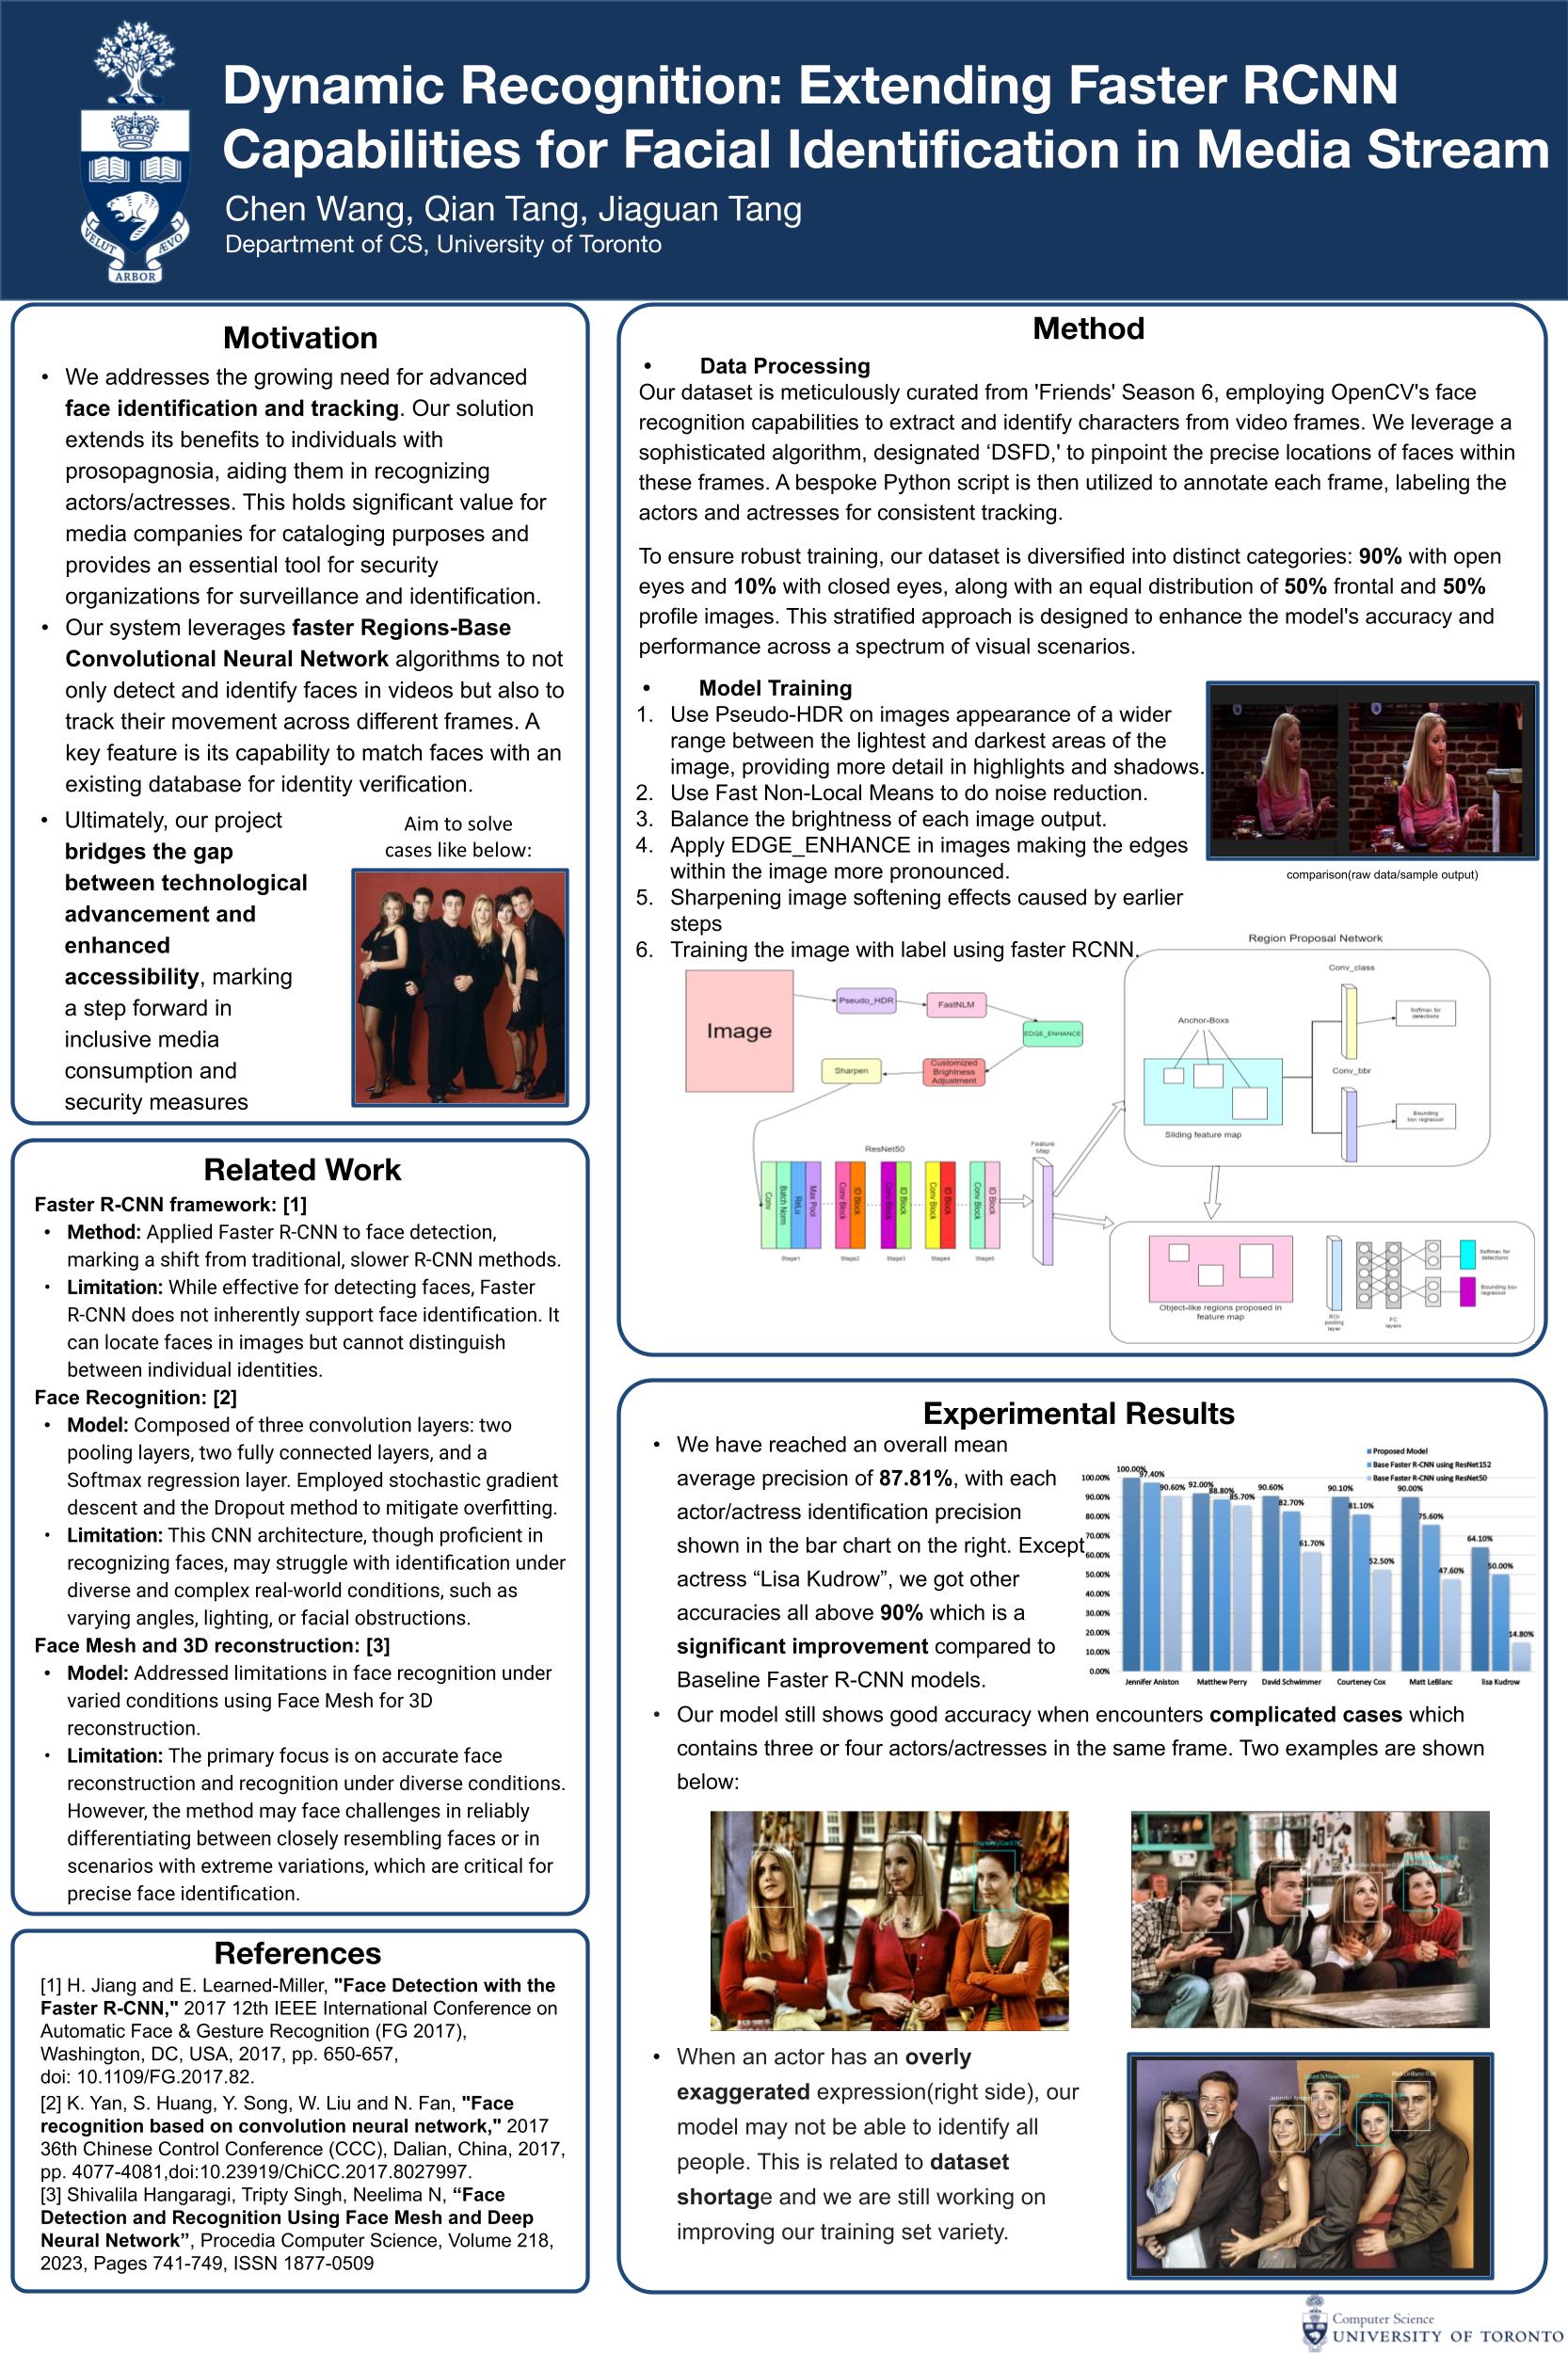 Dynamic Recognition: Extending Faster RCNN
Capabilities for Facial Identification in Media Stream
Chen Wang, Qian Tang, Jiaguan Tang
Department of CS, University of Toronto
VELUT ÆVO
ARBOR
Motivation
• We addresses the growing need for advanced
face identification and tracking. Our solution
extends its benefits to individuals with
prosopagnosia, aiding them in recognizing
actors/actresses. This holds significant value for
media companies for cataloging purposes and
provides an essential tool for security
organizations for surveillance and identification.
• Our system leverages faster Regions-Base
Convolutional Neural Network algorithms to not
only detect and identify faces in videos but also to
track their movement across different frames. A
key feature is its capability to match faces with an
existing database for identity verification.
• Ultimately, our project
bridges the gap
between technological
advancement and
enhanced
accessibility, marking
a step forward in
inclusive media
consumption and
security measures
Aim to solve
cases like below:
Related Work
Faster R-CNN framework: [1]
• Method: Applied Faster R-CNN to face detection,
marking a shift from traditional, slower R-CNN methods.
• Limitation: While effective for detecting faces, Faster
R-CNN does not inherently support face identification. It
can locate faces in images but cannot distinguish
between individual identities.
Face Recognition: [2]
• Model: Composed of three convolution layers: two
pooling layers, two fully connected layers, and a
Softmax regression layer. Employed stochastic gradient
descent and the Dropout method to mitigate overfitting.
• Limitation: This CNN architecture, though proficient in
recognizing faces, may struggle with identification under
diverse and complex real-world conditions, such as
varying angles, lighting, or facial obstructions.
Face Mesh and 3D reconstruction: [3]
• Model: Addressed limitations in face recognition under
varied conditions using Face Mesh for 3D
reconstruction.
• Limitation: The primary focus is on accurate face
reconstruction and recognition under diverse conditions.
However, the method may face challenges in reliably
differentiating between closely resembling faces or in
scenarios with extreme variations, which are critical for
precise face identification.
References
[1] H. Jiang and E. Learned-Miller, "Face Detection with the
Faster R-CNN," 2017 12th IEEE International Conference on
Automatic Face & Gesture Recognition (FG 2017),
Washington, DC, USA, 2017, pp. 650-657,
doi: 10.1109/FG.2017.82.
[2] K. Yan, S. Huang, Y. Song, W. Liu and N. Fan, "Face
recognition based on convolution neural network," 2017
36th Chinese Control Conference (CCC), Dalian, China, 2017,
pp. 4077-4081,doi:10.23919/ChiCC.2017.8027997.
[3] Shivalila Hangaragi, Tripty Singh, Neelima N, “Face
Detection and Recognition Using Face Mesh and Deep
Neural Network”, Procedia Computer Science, Volume 218,
2023, Pages 741-749, ISSN 1877-0509
Method
• Data Processing
Our dataset is meticulously curated from 'Friends' Season 6, employing OpenCV's face
recognition capabilities to extract and identify characters from video frames. We leverage a
sophisticated algorithm, designated ‘DSFD,' to pinpoint the precise locations of faces within
these frames. A bespoke Python script is then utilized to annotate each frame, labeling the
actors and actresses for consistent tracking.
To ensure robust training, our dataset is diversified into distinct categories: 90% with open
eyes and 10% with closed eyes, along with an equal distribution of 50% frontal and 50%
profile images. This stratified approach is designed to enhance the model's accuracy and
performance across a spectrum of visual scenarios.
• Model Training
1. Use Pseudo-HDR on images appearance of a wider
range between the lightest and darkest areas of the
image, providing more detail in highlights and shadows.
2. Use Fast Non-Local Means to do noise reduction.
3. Balance the brightness of each image output.
4. Apply EDGE_ENHANCE in images making the edges
within the image more pronounced.
5. Sharpening image softening effects caused by earlier
steps
6. Training the image with label using faster RCNN.
comparison(raw data/sample output)
Image
Pseudo_HDR
FastNLM
EDGE_ENHANCE
Customized
Brightness
Adjustment
Sharpen
Region Proposal Network
Conv_class
Softmax for
detections
Anchor-Boxs
Conv_bbr
Bounding
box regressor
Sliding feature map
ResNet50
Feature
Map
Conv
Batch Norm
ReLu
Max Pool
Conv Block
ID Block
Conv Block
ID Block
Conv Block
ID Block
Conv Block
ID Block
Stage1
Stage2
Stage3
Stage4
Stage5
Object-like regions proposed in
feature map
ROI
pooling
layer
FC
layers
Softmax for
detections
Bounding box
regressor
Experimental Results
• We have reached an overall mean
average precision of 87.81%, with each
actor/actress identification precision
shown in the bar chart on the right. Except
actress “Lisa Kudrow”, we got other
accuracies all above 90% which is a
significant improvement compared to
Baseline Faster R-CNN models.
Proposed Model
Base Faster R-CNN using ResNet152
Base Faster R-CNN using ResNet50
100.00%
90.00%
80.00%
70.00%
60.00%
50.00%
40.00%
30.00%
20.00%
10.00%
0.00%
100.00%
97.40%
90.60%
92.00%
88.80%
85.70%
90.60%
82.70%
61.70%
90.10%
81.10%
52.50%
90.00%
75.60%
47.60%
64.10%
50.00%
14.80%
Jennifer Aniston
Matthew Perry
David Schwimmer
Courteney Cox
Matt LeBlanc
lisa Kudrow
• Our model still shows good accuracy when encounters complicated cases which
contains three or four actors/actresses in the same frame. Two examples are shown
below:
• When an actor has an overly
exaggerated expression(right side), our
model may not be able to identify all
people. This is related to dataset
shortage and we are still working on
improving our training set variety.
Computer Science
UNIVERSITY OF TORONTO